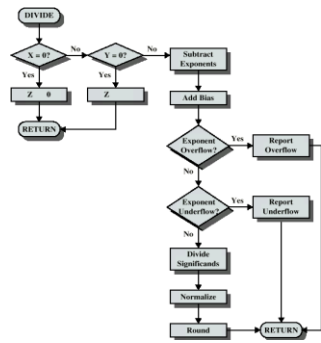 DIVIDE
X = 0?
No
Y = 0?
No
Subtract
Exponents
Yes
Yes
Z 0
Z
Add Bias
RETURN
Exponent
Overflow?
Yes
Report
Overflow
No
Exponent
Underflow?
Yes
Report
Underflow
No
Divide
Significands
Normalize
Round
RETURN